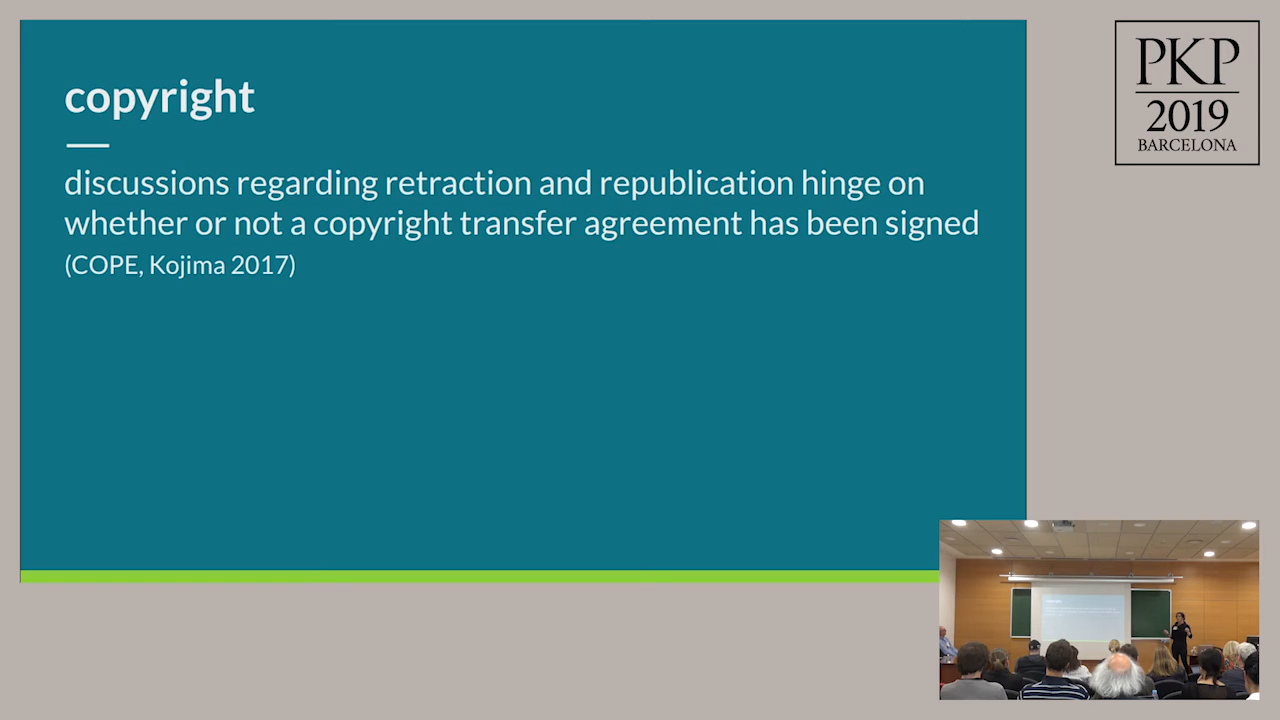 copyright
discussions regarding retraction and republication hinge on
whether or not a copyright transfer agreement has been signed
(COPE, Kojima 2017)
PKP
2019
BARCELONA